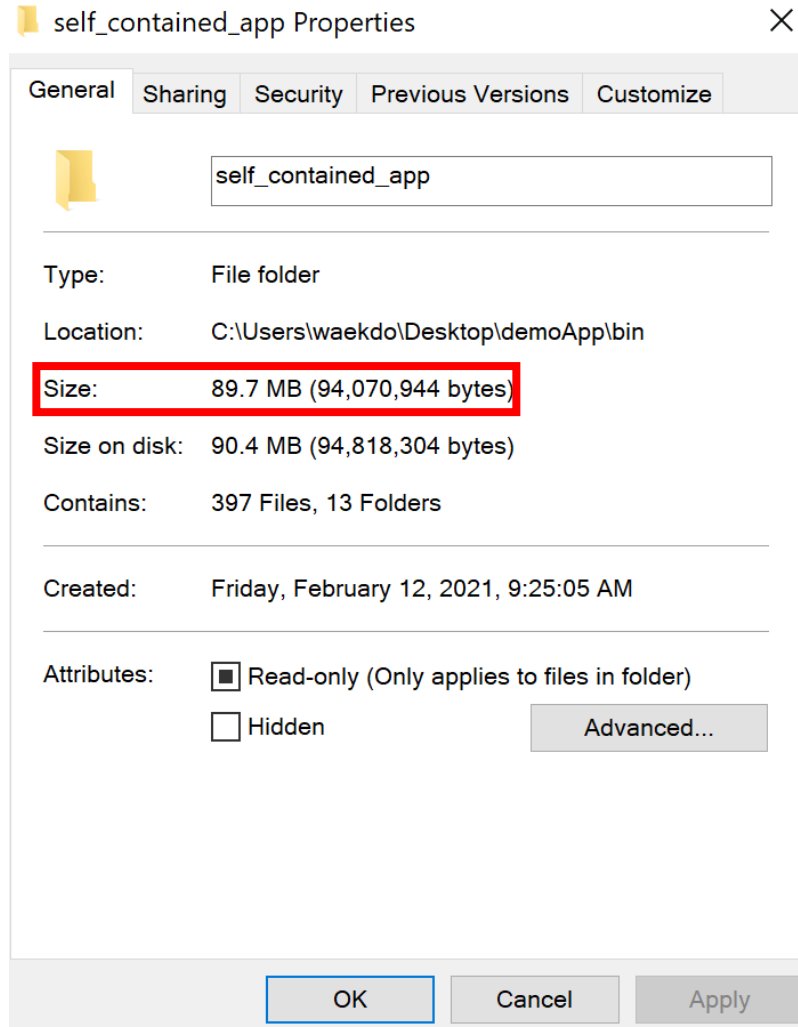 self_contained_app Properties
General Sharing Security Previous Versions Customize
self_contained_app
Type: File folder
Location: C:\Users\waekdo\Desktop\demoApp\bin
Size: 89.7 MB (94,070,944 bytes)
Size on disk: 90.4 MB (94,818,304 bytes)
Contains: 397 Files, 13 Folders
Created: Friday, February 12, 2021, 9:25:05 AM
Attributes: Read-only (Only applies to files in folder)
Hidden Advanced...
OK Cancel Apply